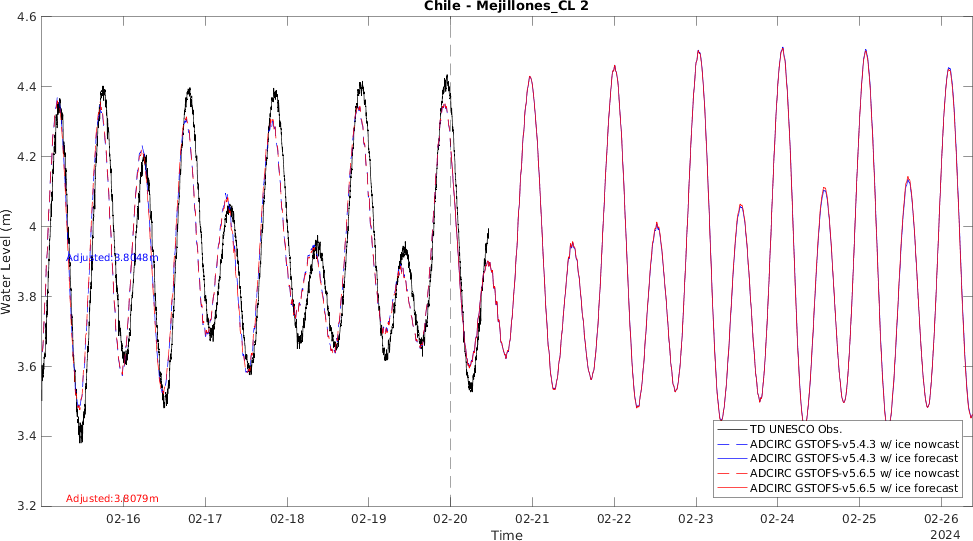 Chile - Mejillones_CL 2
4.6
4.4
4.2
4
3.8
3.6
3.4
3.2
Water Level (m)
Adjusted:3.8048m
Adjusted:3.8079m
TD UNESCO Obs.
ADCIRC GSTOFS-v5.4.3 w/ ice nowcast
ADCIRC GSTOFS-v5.4.3 w/ ice forecast
ADCIRC GSTOFS-v5.6.5 w/ ice nowcast
ADCIRC GSTOFS-v5.6.5 w/ ice forecast
02-16 02-17 02-18 02-19 02-20 02-21 02-22 02-23 02-24 02-25 02-26
Time
2024